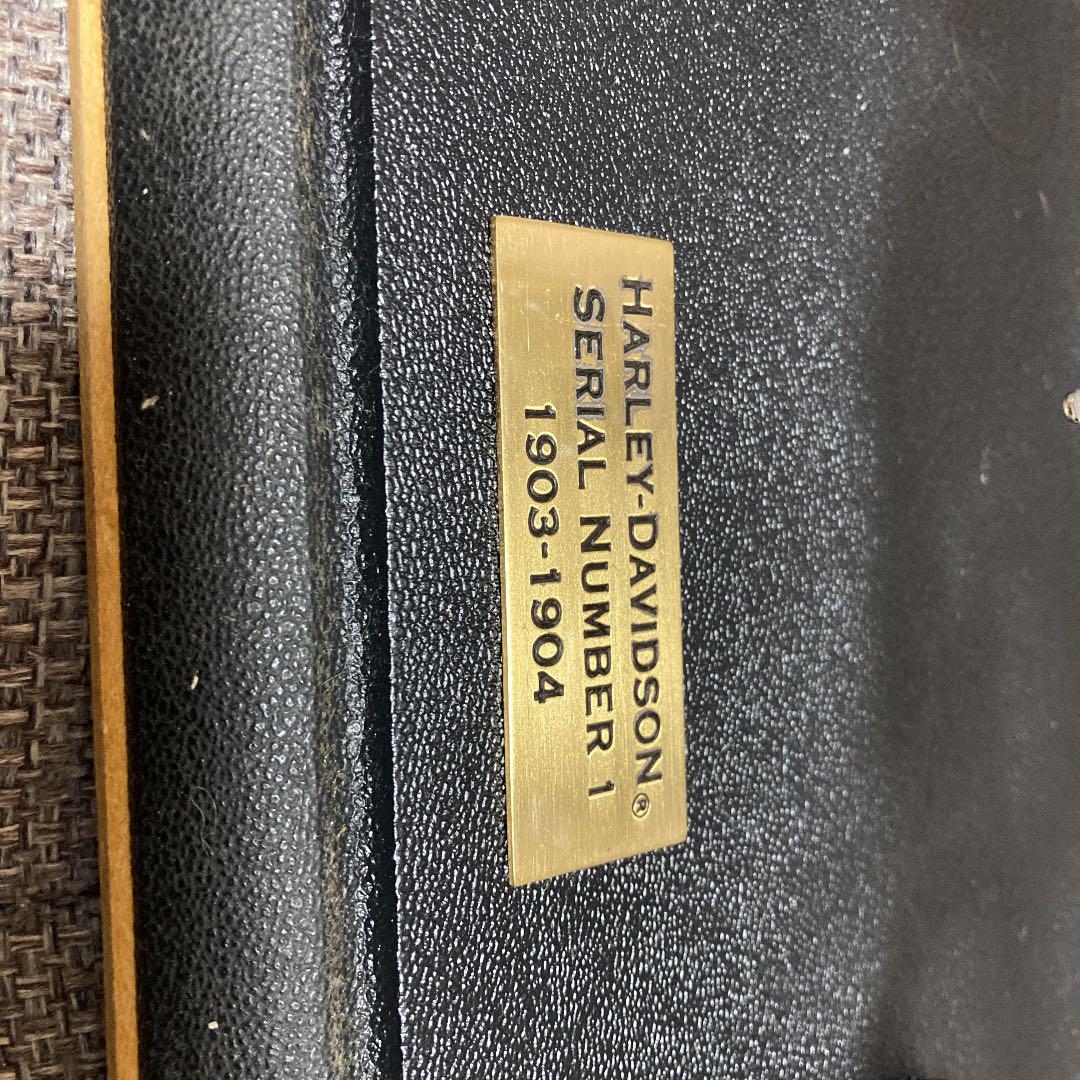 HARLEY-DAVIDSON®
SERIAL NUMBER 1
1903-1904